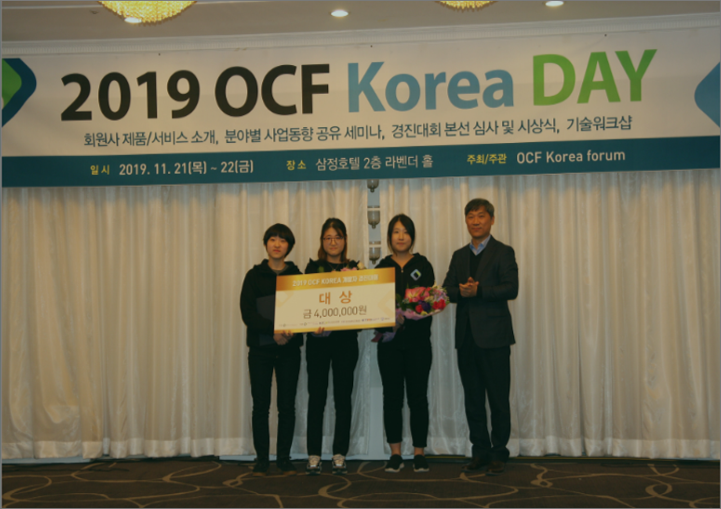 2019 OCF Korea DAY
회원사 제품/서비스 소개, 분야별 사업동향 공유 세미나, 경진대회 본선 심사 및 시상식, 기술워크샵
일 시 2019. 11. 21(목) ~ 22(금) 장 소 삼정호텔 2층 라벤더 홀 주최/주관 OCF Korea forum
OCF KOREA
대 상
금 4,000,000원